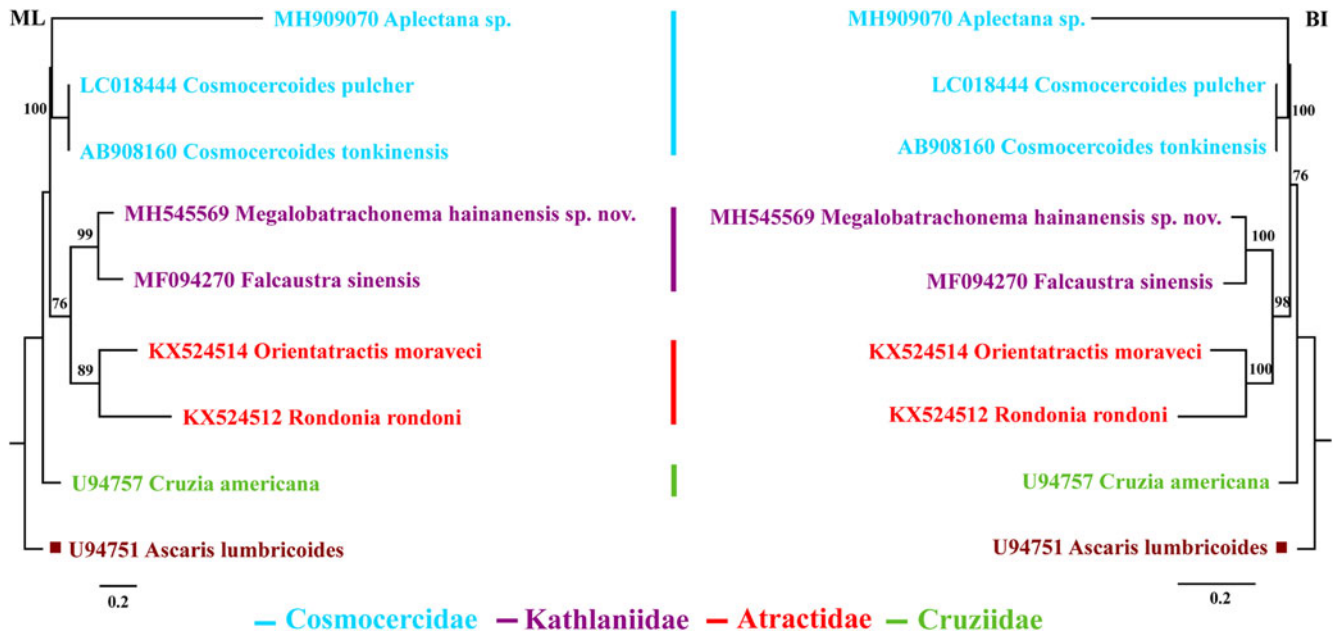 ML
BI
MH909070 Aplectana sp.
MH909070 Aplectana sp.
LC018444 Cosmocercoides pulcher
LC018444 Cosmocercoides pulcher
100
100
AB908160 Cosmocercoides tonkinensis
AB908160 Cosmocercoides tonkinensis
76
MH545569 Megalobatrachonema hainanensis sp. nov.
MH545569 Megalobatrachonema hainanensis sp. nov.
99
100
MF094270 Falcaustra sinensis
MF094270 Falcaustra sinensis
76
98
KX524514 Orientatractis moraveci
KX524514 Orientatractis moraveci
89
100
KX524512 Rondonia rondoni
KX524512 Rondonia rondoni
U94757 Cruzia americana
U94757 Cruzia americana
U94751 Ascaris lumbricoides
U94751 Ascaris lumbricoides
0.2
0.2
Cosmocercidae Kathlaniidae Atractidae Cruziidae